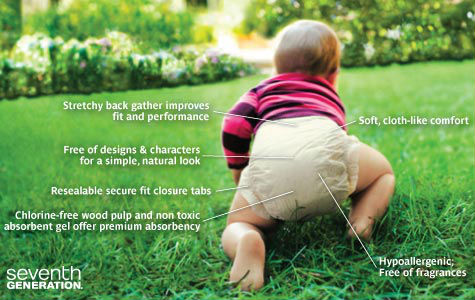 Stretchy back gather improves
fit and performance
Soft, cloth-like comfort
Free of designs & characters
for a simple, natural look
Resealable secure fit closure tabs
Chlorine-free wood pulp and non toxic
absorbent gel offer premium absorbency
Hypoallergenic;
Free of fragrances
seventh
GENERATION.